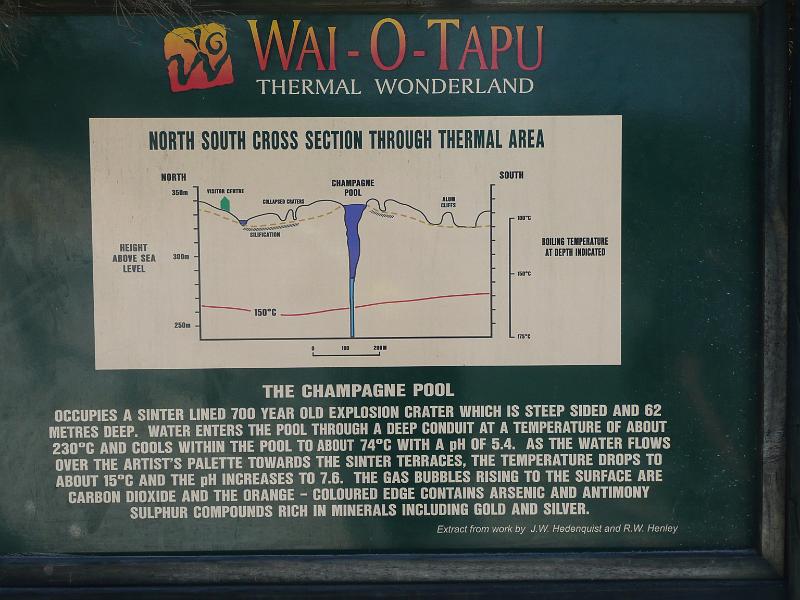 WAI-O-TAPU
THERMAL WONDERLAND
NORTH SOUTH CROSS SECTION THROUGH THERMAL AREA
NORTH
SOUTH
350m
VISITOR CENTRE
COLLAPSED CRATERS
CHAMPAGNE
POOL
ALUM
CLIFFS
100°C
SILIFICATION
HEIGHT
ABOVE SEA
LEVEL
300m
BOILING TEMPERATURE
AT DEPTH INDICATED
150°C
150°C
250m
175°C
0 100 200M
THE CHAMPAGNE POOL
OCCUPIES A SINTER LINED 700 YEAR OLD EXPLOSION CRATER WHICH IS STEEP SIDED AND 62
METRES DEEP. WATER ENTERS THE POOL THROUGH A DEEP CONDUIT AT A TEMPERATURE OF ABOUT
230°C AND COOLS WITHIN THE POOL TO ABOUT 74°C WITH A pH OF 5.4. AS THE WATER FLOWS
OVER THE ARTIST'S PALETTE TOWARDS THE SINTER TERRACES, THE TEMPERATURE DROPS TO
ABOUT 15°C AND THE pH INCREASES TO 7.6. THE GAS BUBBLES RISING TO THE SURFACE ARE
CARBON DIOXIDE AND THE ORANGE - COLOURED EDGE CONTAINS ARSENIC AND ANTIMONY
SULPHUR COMPOUNDS RICH IN MINERALS INCLUDING GOLD AND SILVER.
Extract from work by J.W. Hedenquist and R.W. Henley